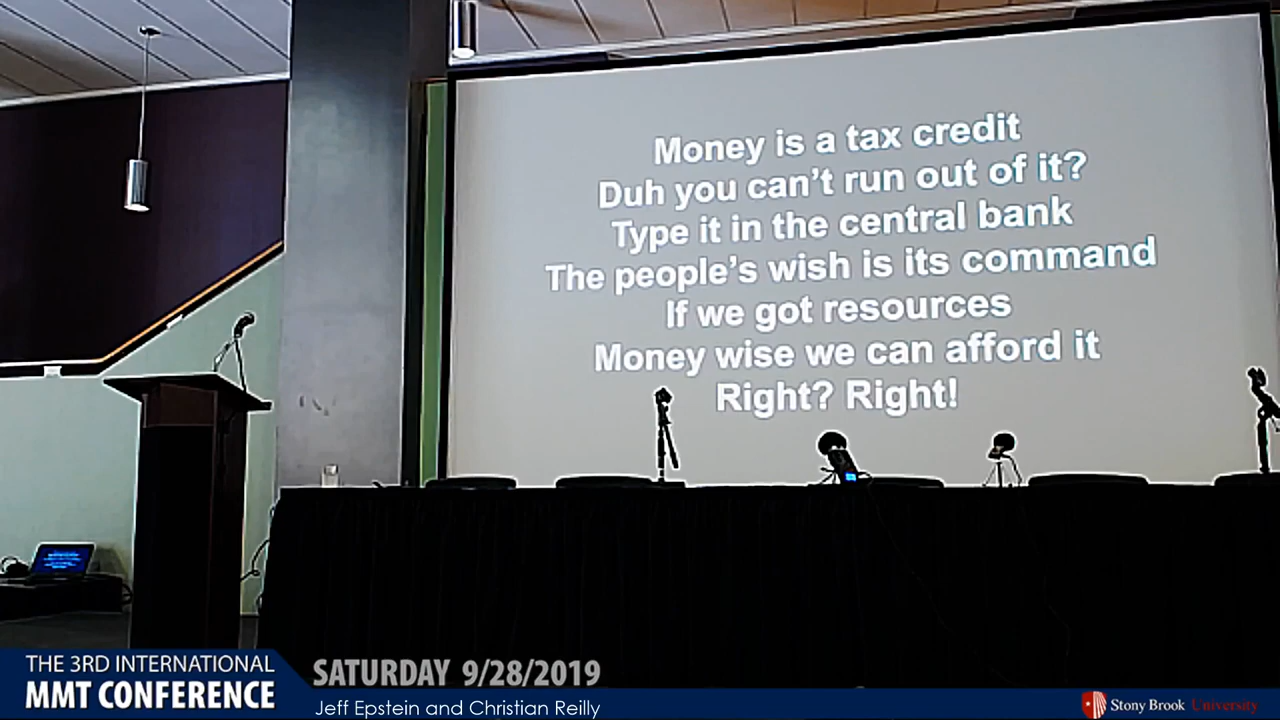 Money is a tax credit
Duh you can't run out of it?
Type it in the central bank
The people's wish is its command
If we got resources
Money wise we can afford it
Right? Right!
THE 3RD INTERNATIONAL
MMT CONFERENCE
SATURDAY 9/28/2019
Jeff Epstein and Christian Reilly
Stony Brook University